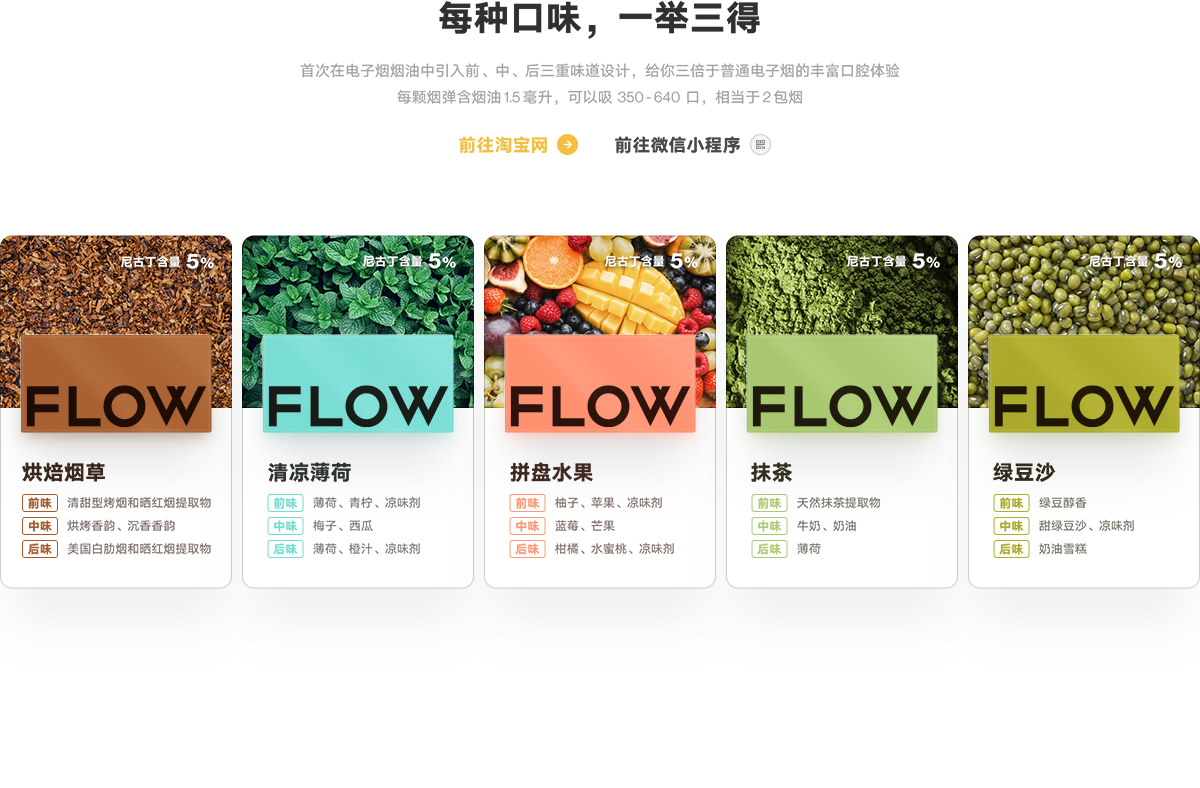 每种口味，一举三得
首次在电子烟烟油中引入前、中、后三重味道设计，给你三倍于普通电子烟的丰富口腔体验
每颗烟弹含烟油1.5毫升，可以吸 350-640 口，相当于2包烟
前往淘宝网 前往微信小程序
尼古丁含量 5%
FLOW
烘焙烟草
前味 清甜型烤烟和晒红烟提取物
中味 烘烤香韵、沉香香韵
后味 美国白肋烟和晒红烟提取物
尼古丁含量 5%
FLOW
清凉薄荷
前味 薄荷、青柠、凉味剂
中味 梅子、西瓜
后味 薄荷、橙汁、凉味剂
尼古丁含量 5%
FLOW
拼盘水果
前味 柚子、苹果、凉味剂
中味 蓝莓、芒果
后味 柑橘、水蜜桃、凉味剂
尼古丁含量 5%
FLOW
抹茶
前味 天然抹茶提取物
中味 牛奶、奶油
后味 薄荷
尼古丁含量 5%
FLOW
绿豆沙
前味 绿豆醇香
中味 甜绿豆沙、凉味剂
后味 奶油雪糕